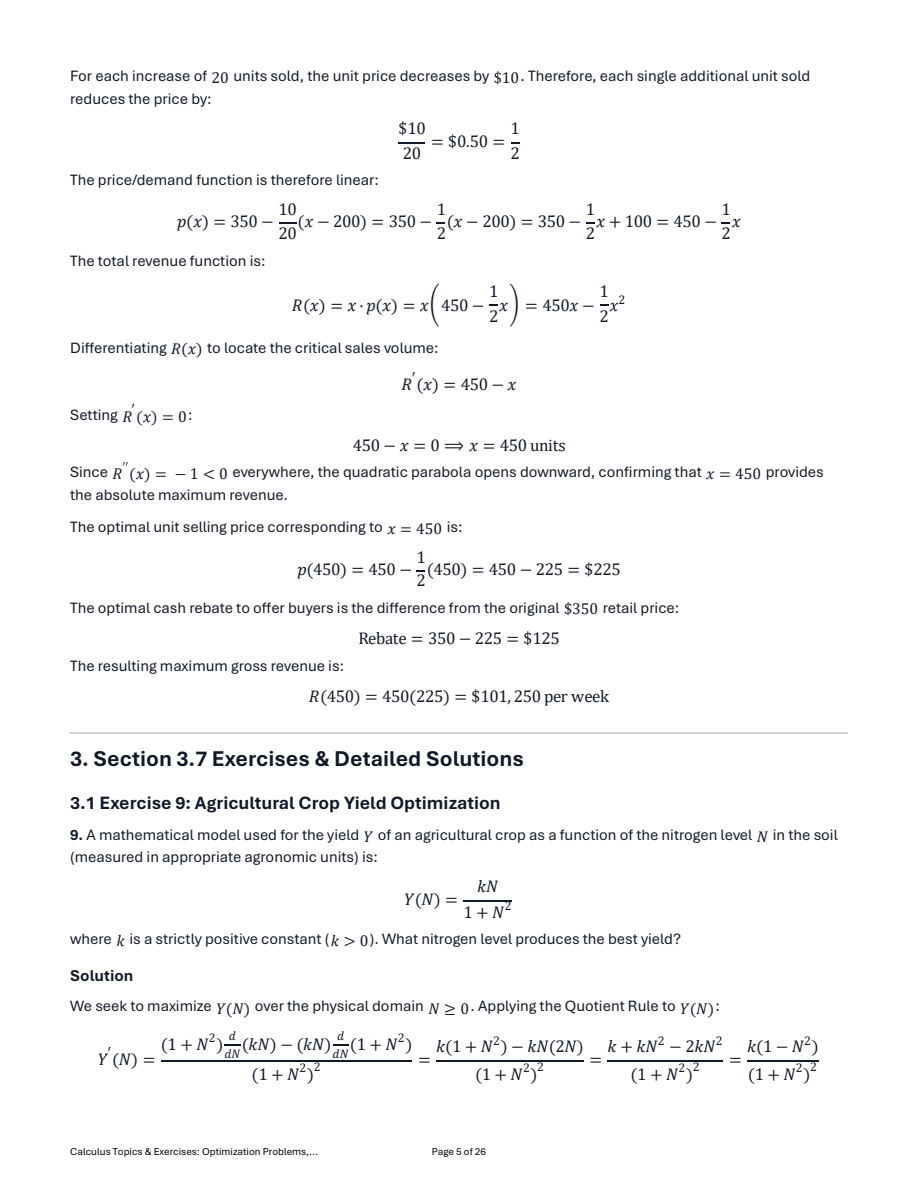 For each increase of 20 units sold, the unit price decreases by $10. Therefore, each single additional unit sold
reduces the price by:
$10/20 = $0.50 = 1/2
The price/demand function is therefore linear:
p(x) = 350 − 10/20(x − 200) = 350 − 1/2(x − 200) = 350 − 1/2x + 100 = 450 − 1/2x
The total revenue function is:
R(x) = x · p(x) = x(450 − 1/2x) = 450x − 1/2x²
Differentiating R(x) to locate the critical sales volume:
R′(x) = 450 − x
Setting R′(x) = 0:
450 − x = 0 ⟹ x = 450 units
Since R″(x) = − 1 < 0 everywhere, the quadratic parabola opens downward, confirming that x = 450 provides
the absolute maximum revenue.
The optimal unit selling price corresponding to x = 450 is:
p(450) = 450 − 1/2(450) = 450 − 225 = $225
The optimal cash rebate to offer buyers is the difference from the original $350 retail price:
Rebate = 350 − 225 = $125
The resulting maximum gross revenue is:
R(450) = 450(225) = $101, 250 per week
3. Section 3.7 Exercises & Detailed Solutions
3.1 Exercise 9: Agricultural Crop Yield Optimization
9. A mathematical model used for the yield Y of an agricultural crop as a function of the nitrogen level N in the soil
(measured in appropriate agronomic units) is:
Y(N) = kN/(1 + N²)
where k is a strictly positive constant (k > 0). What nitrogen level produces the best yield?
Solution
We seek to maximize Y(N) over the physical domain N ≥ 0. Applying the Quotient Rule to Y(N):
Y′(N) = ((1 + N²) d/dN (kN) − (kN) d/dN (1 + N²))/(1 + N²)² = (k(1 + N²) − kN(2N))/(1 + N²)² = (k + kN² − 2kN²)/(1 + N²)² = k(1 − N²)/(1 + N²)²
Calculus Topics & Exercises: Optimization Problems,... Page 5 of 26